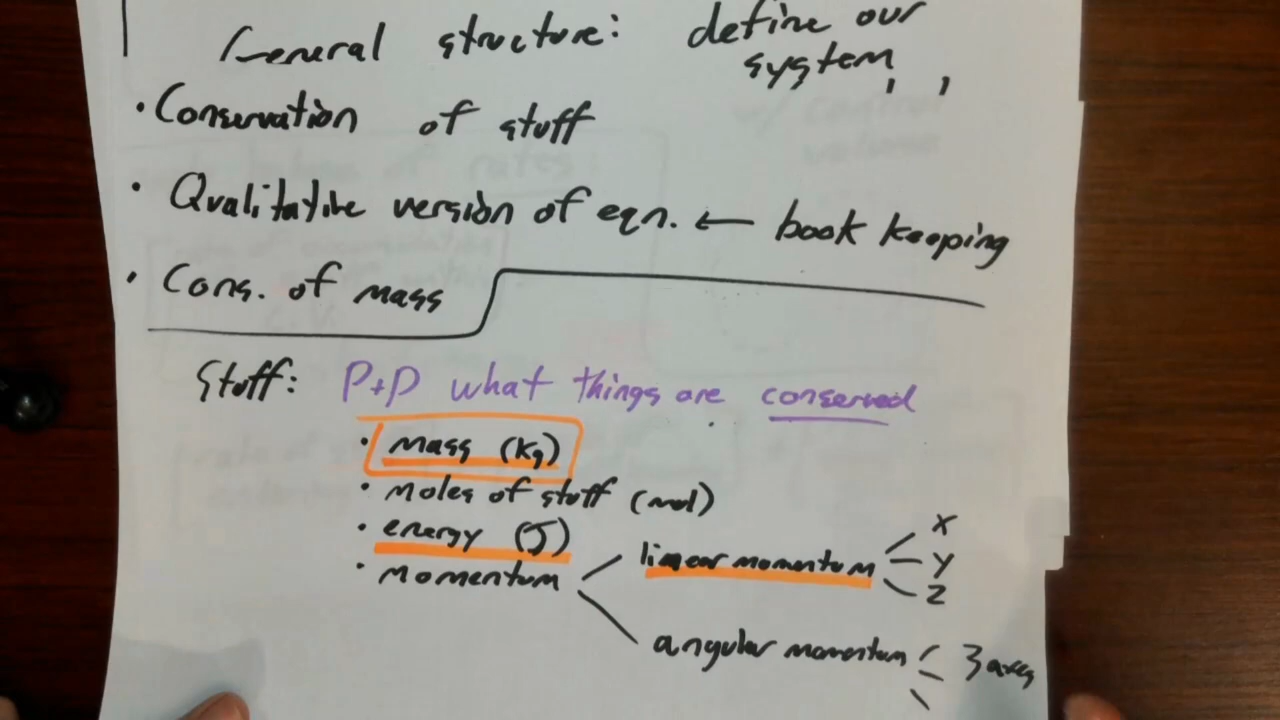 General structure: define our
system,
• Conservation of stuff
• Qualitative version of eqn. ← book keeping
• Cons. of mass
Stuff: P+P what things are conserved
• mass (kg)
• moles of stuff (mol)
• energy (J)
• momentum
linear momentum
x
y
z
angular momentum
3 axes